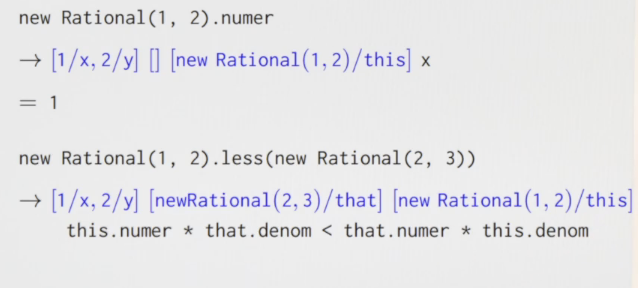 new Rational(1, 2).numer
→ [1/x, 2/y] [] [new Rational(1, 2)/this] x
= 1
new Rational(1, 2).less(new Rational(2, 3))
→ [1/x, 2/y] [newRational(2, 3)/that] [new Rational(1, 2)/this]
this.numer * that.denom < that.numer * this.denom